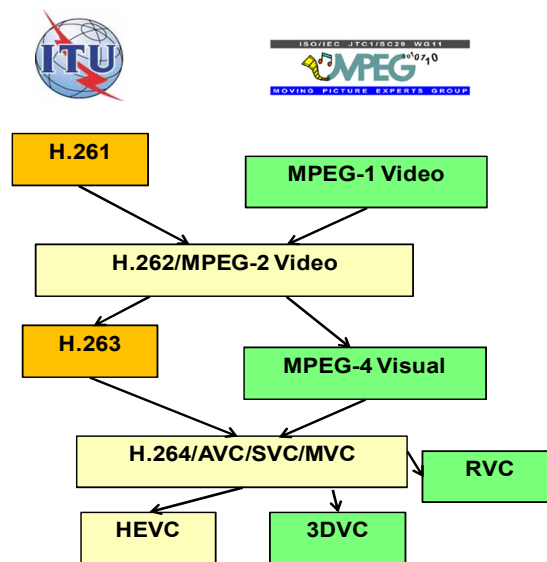 ITU
ISO/IEC JTC1/SC29 WG11
MPEG
MOVING PICTURE EXPERTS GROUP
H.261
MPEG-1 Video
H.262/MPEG-2 Video
H.263
MPEG-4 Visual
H.264/AVC/SVC/MVC
RVC
HEVC
3DVC